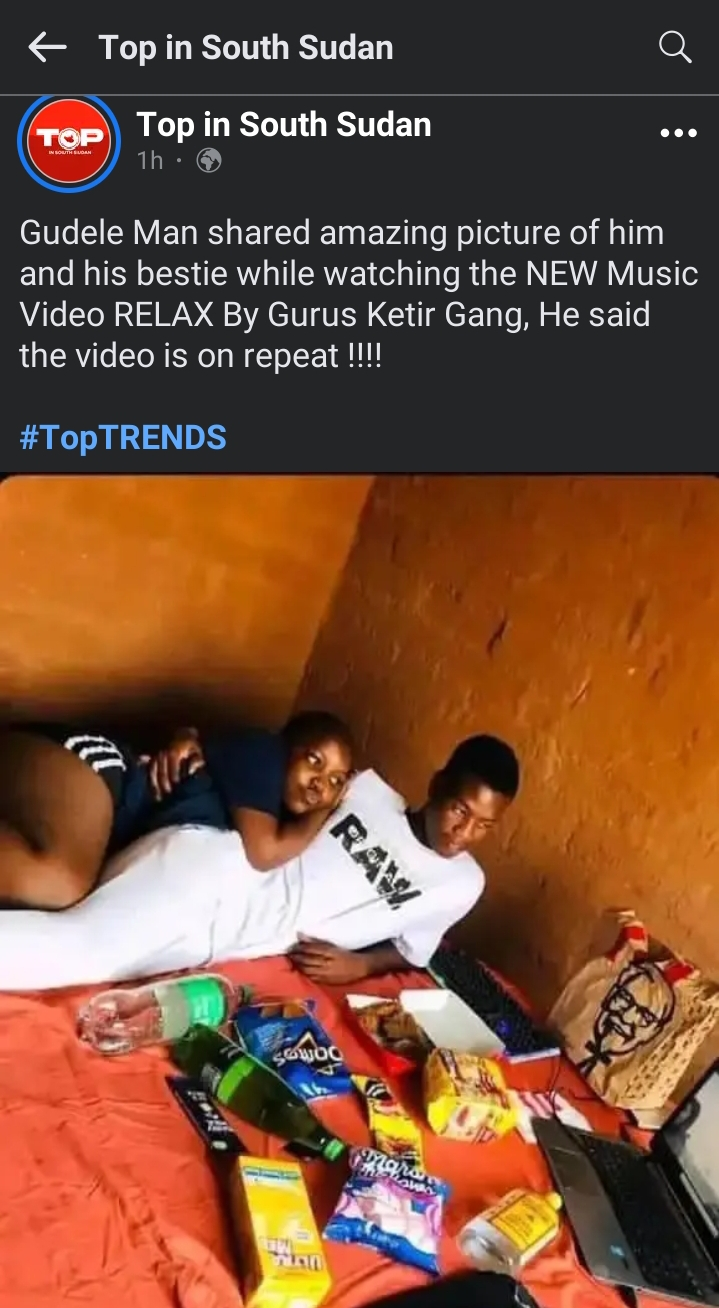 Top in South Sudan
TOP
IN SOUTH SUDAN
Top in South Sudan
1h ·
Gudele Man shared amazing picture of him
and his bestie while watching the NEW Music
Video RELAX By Gurus Ketir Gang, He said
the video is on repeat !!!!
#TopTRENDS
RAW
DORITOS
ULTRA
MEL